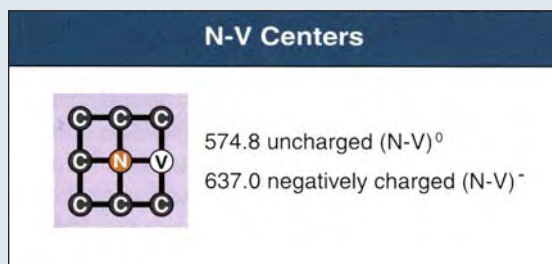 N-V Centers
C C C
574.8 uncharged (N-V)⁰
C N V
637.0 negatively charged (N-V)⁻
C C C